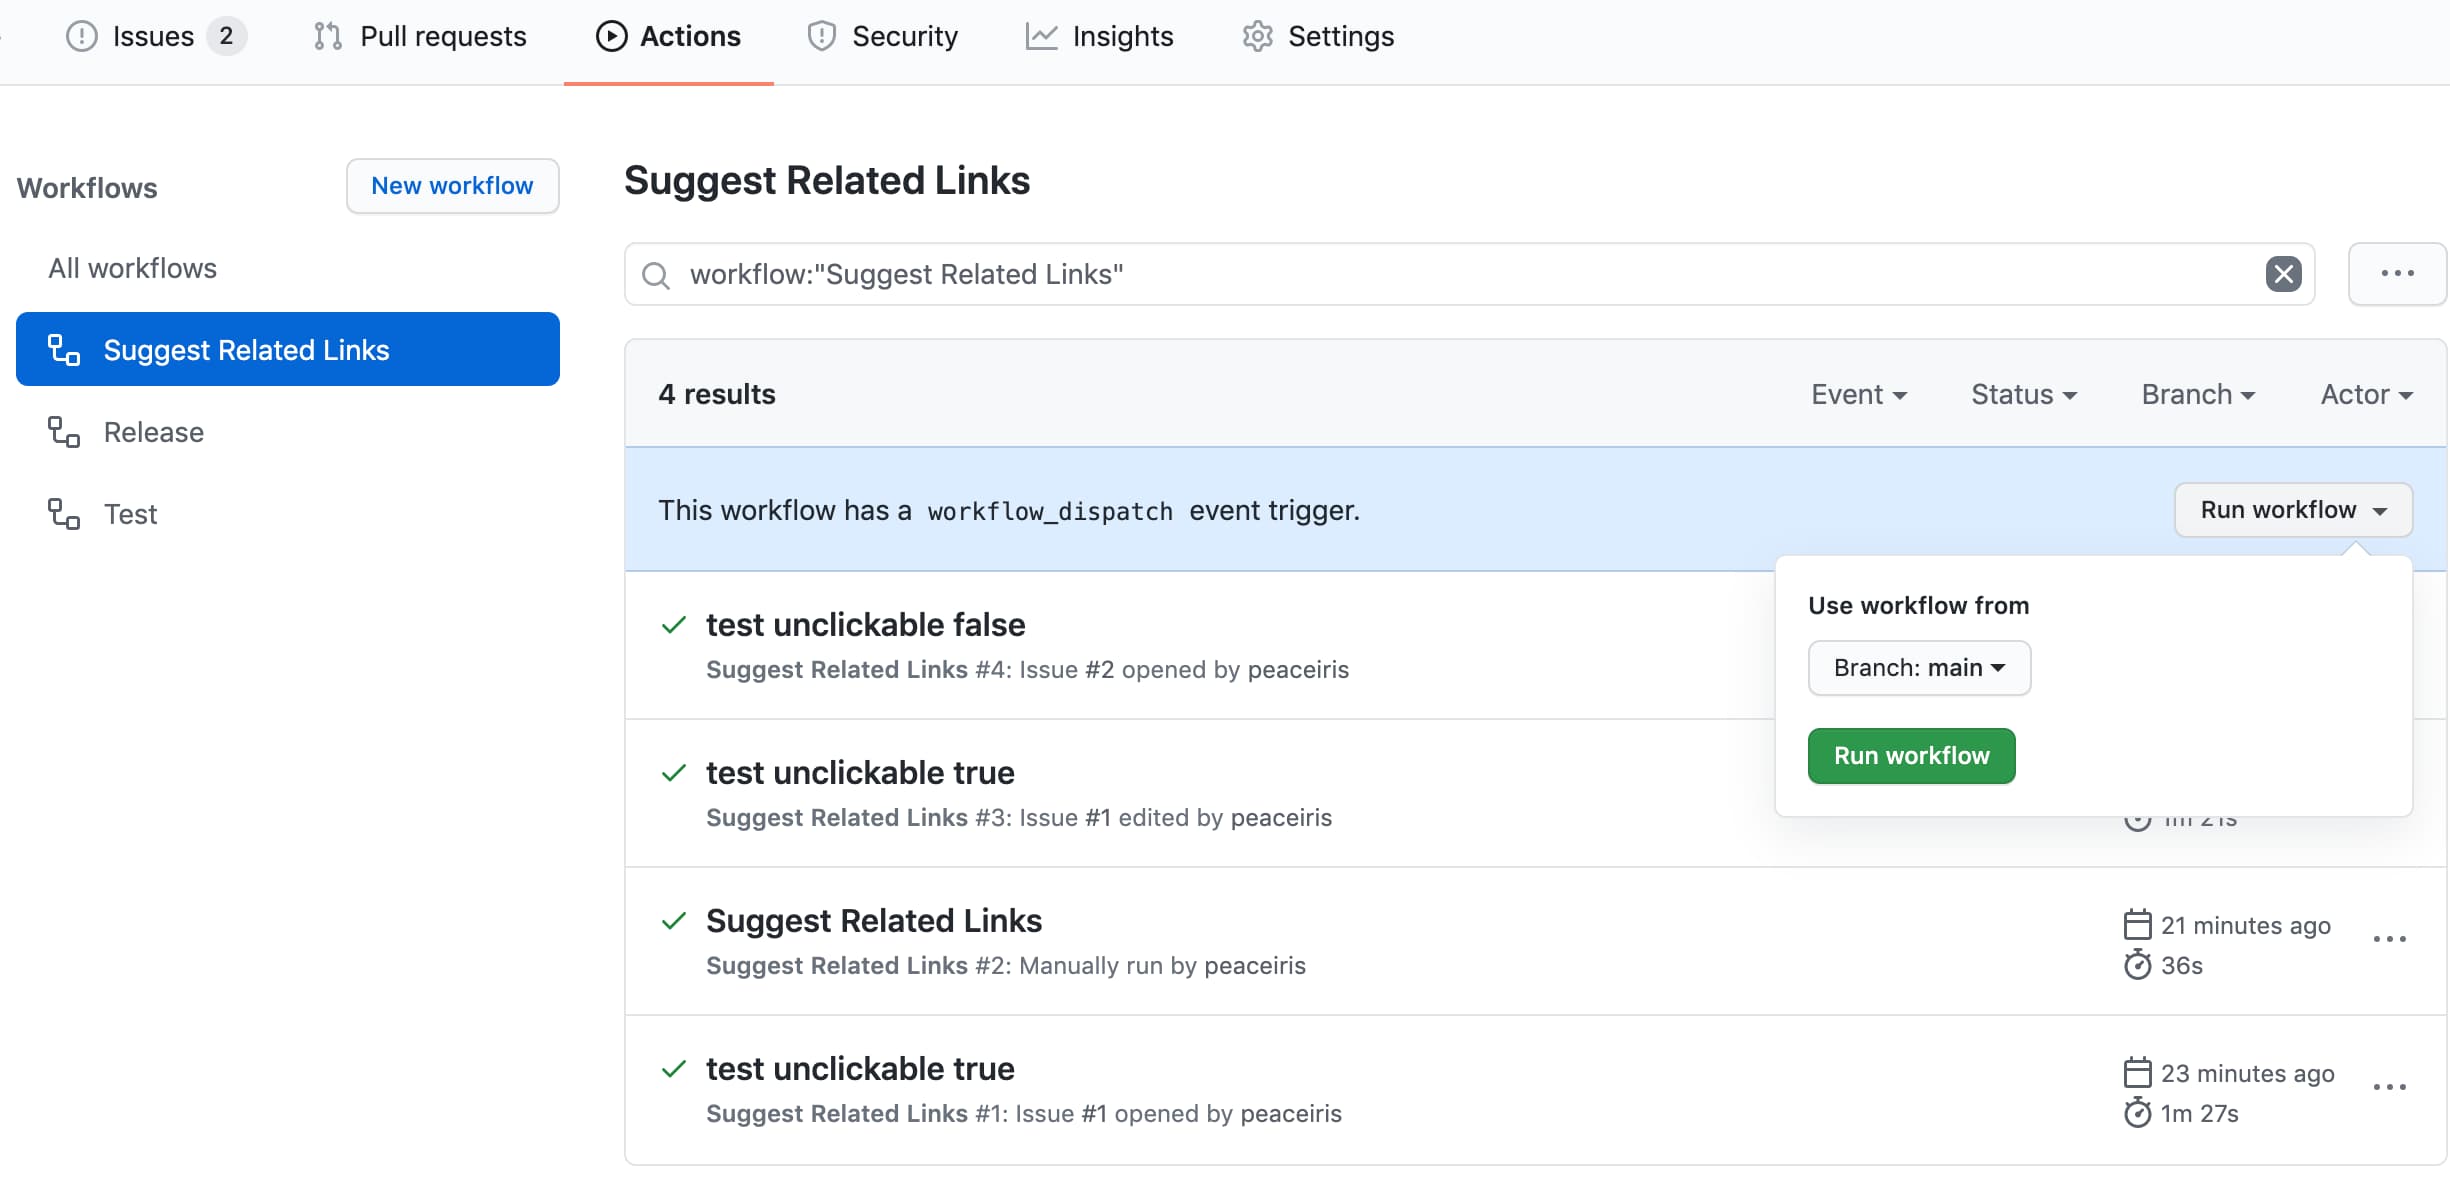 Issues 2 Pull requests Actions Security Insights Settings
Workflows
New workflow
All workflows
Suggest Related Links
Release
Test
Suggest Related Links
workflow:"Suggest Related Links"
4 results
Event Status Branch Actor
This workflow has a workflow_dispatch event trigger.
Run workflow
Use workflow from
Branch: main
Run workflow
test unclickable false
Suggest Related Links #4: Issue #2 opened by peaceiris
test unclickable true
Suggest Related Links #3: Issue #1 edited by peaceiris
1m 21s
Suggest Related Links
Suggest Related Links #2: Manually run by peaceiris
21 minutes ago
36s
test unclickable true
Suggest Related Links #1: Issue #1 opened by peaceiris
23 minutes ago
1m 27s